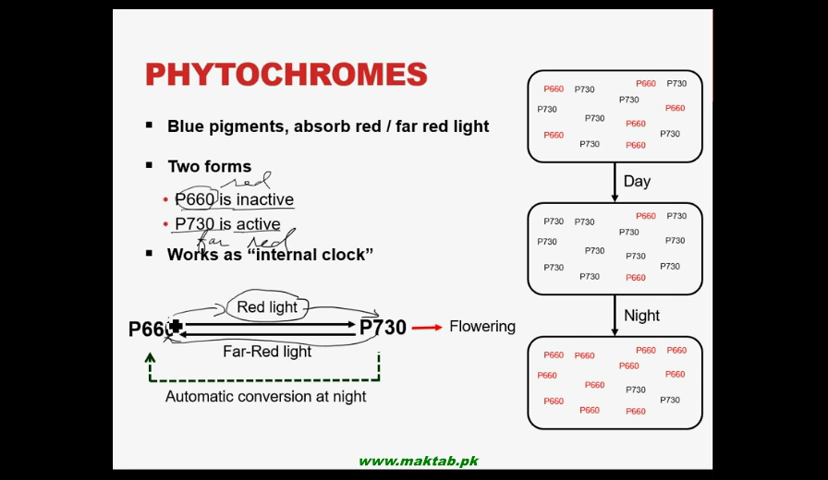 PHYTOCHROMES
▪ Blue pigments, absorb red / far red light
▪ Two forms
red
• P660 is inactive
• P730 is active
far red
▪ Works as “internal clock”
Red light
P660 P730 Flowering
Far-Red light
Automatic conversion at night
P660 P730 P660 P730
P730
P730 P660
P730 P660
P660 P730
P730 P660
Day
P730 P730 P660 P730
P730
P730 P730
P730 P730
P730 P730
P730 P660
Night
P660 P660 P660 P660
P660
P660 P660
P660 P730
P660 P730
P660 P660
www.maktab.pk